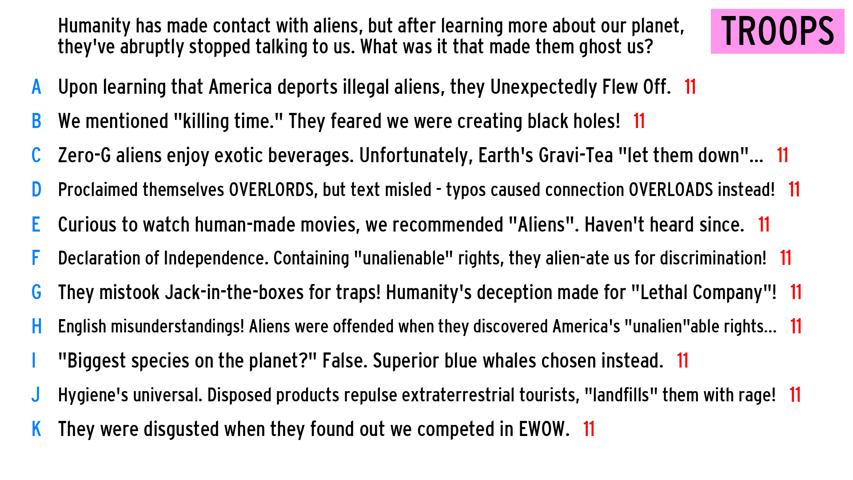 Humanity has made contact with aliens, but after learning more about our planet,
they've abruptly stopped talking to us. What was it that made them ghost us?
TROOPS
A Upon learning that America deports illegal aliens, they Unexpectedly Flew Off. 11
B We mentioned "killing time." They feared we were creating black holes! 11
C Zero-G aliens enjoy exotic beverages. Unfortunately, Earth's Gravi-Tea "let them down"... 11
D Proclaimed themselves OVERLORDS, but text misled - typos caused connection OVERLOADS instead! 11
E Curious to watch human-made movies, we recommended "Aliens". Haven't heard since. 11
F Declaration of Independence. Containing "unalienable" rights, they alien-ate us for discrimination! 11
G They mistook Jack-in-the-boxes for traps! Humanity's deception made for "Lethal Company"! 11
H English misunderstandings! Aliens were offended when they discovered America's "unalien"able rights... 11
I "Biggest species on the planet?" False. Superior blue whales chosen instead. 11
J Hygiene's universal. Disposed products repulse extraterrestrial tourists, "landfills" them with rage! 11
K They were disgusted when they found out we competed in EWOW. 11